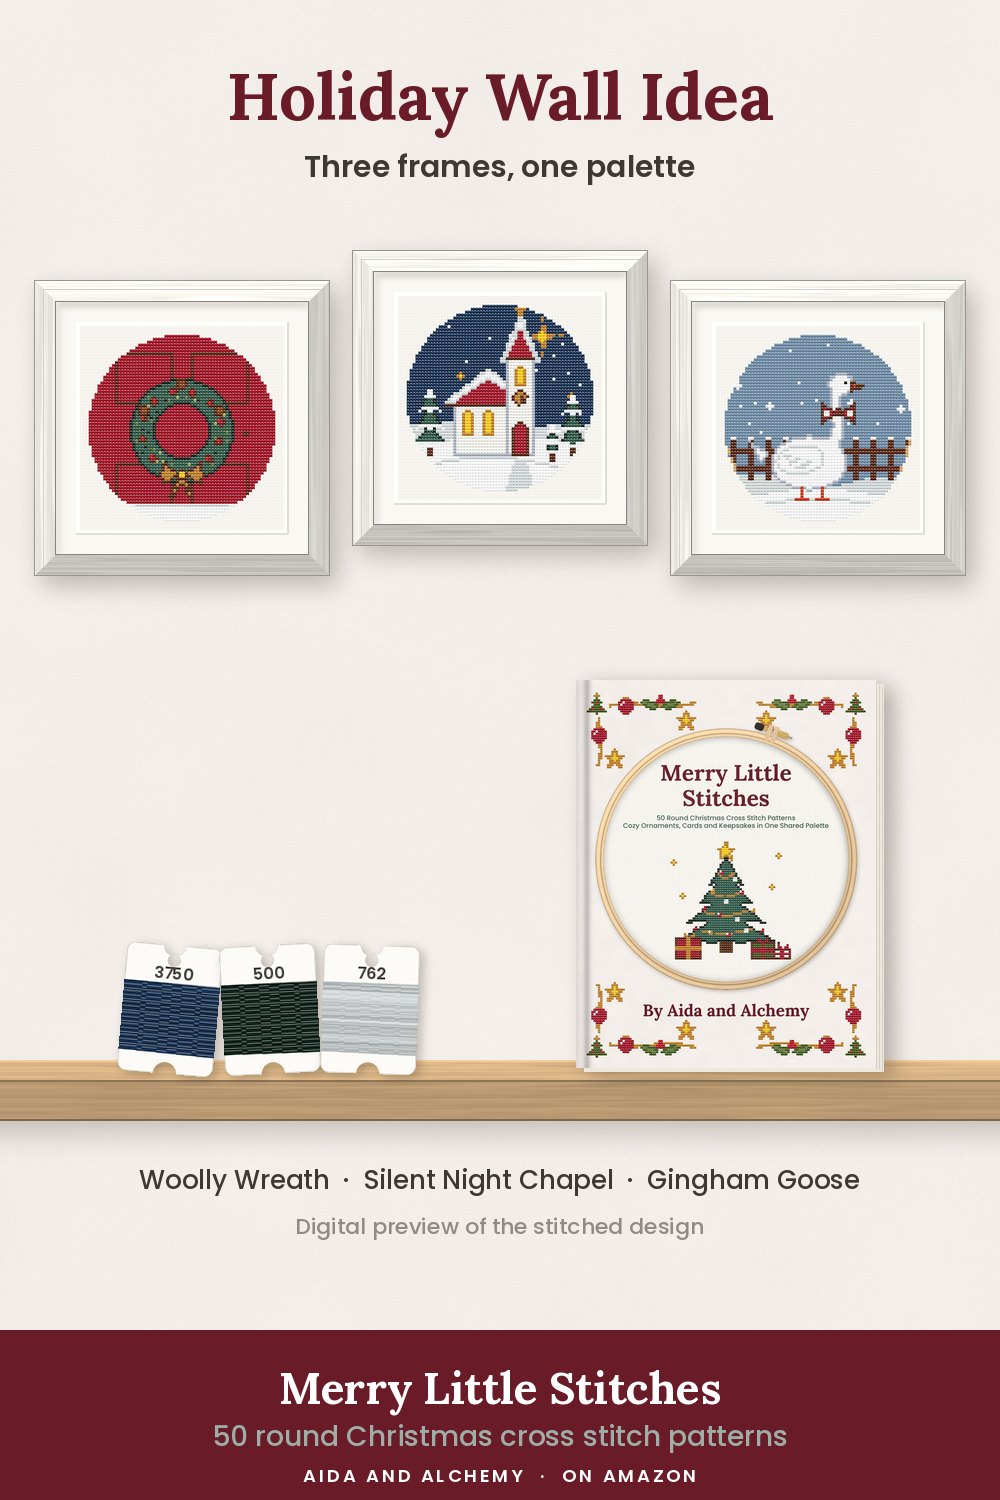 Holiday Wall Idea
Three frames, one palette
Merry Little
Stitches
50 Round Christmas Cross Stitch Patterns
Cozy Ornaments, Cards and Keepsakes in One Shared Palette
By Aida and Alchemy
3750
500
762
Woolly Wreath · Silent Night Chapel · Gingham Goose
Digital preview of the stitched design
Merry Little Stitches
50 round Christmas cross stitch patterns
AIDA AND ALCHEMY · ON AMAZON